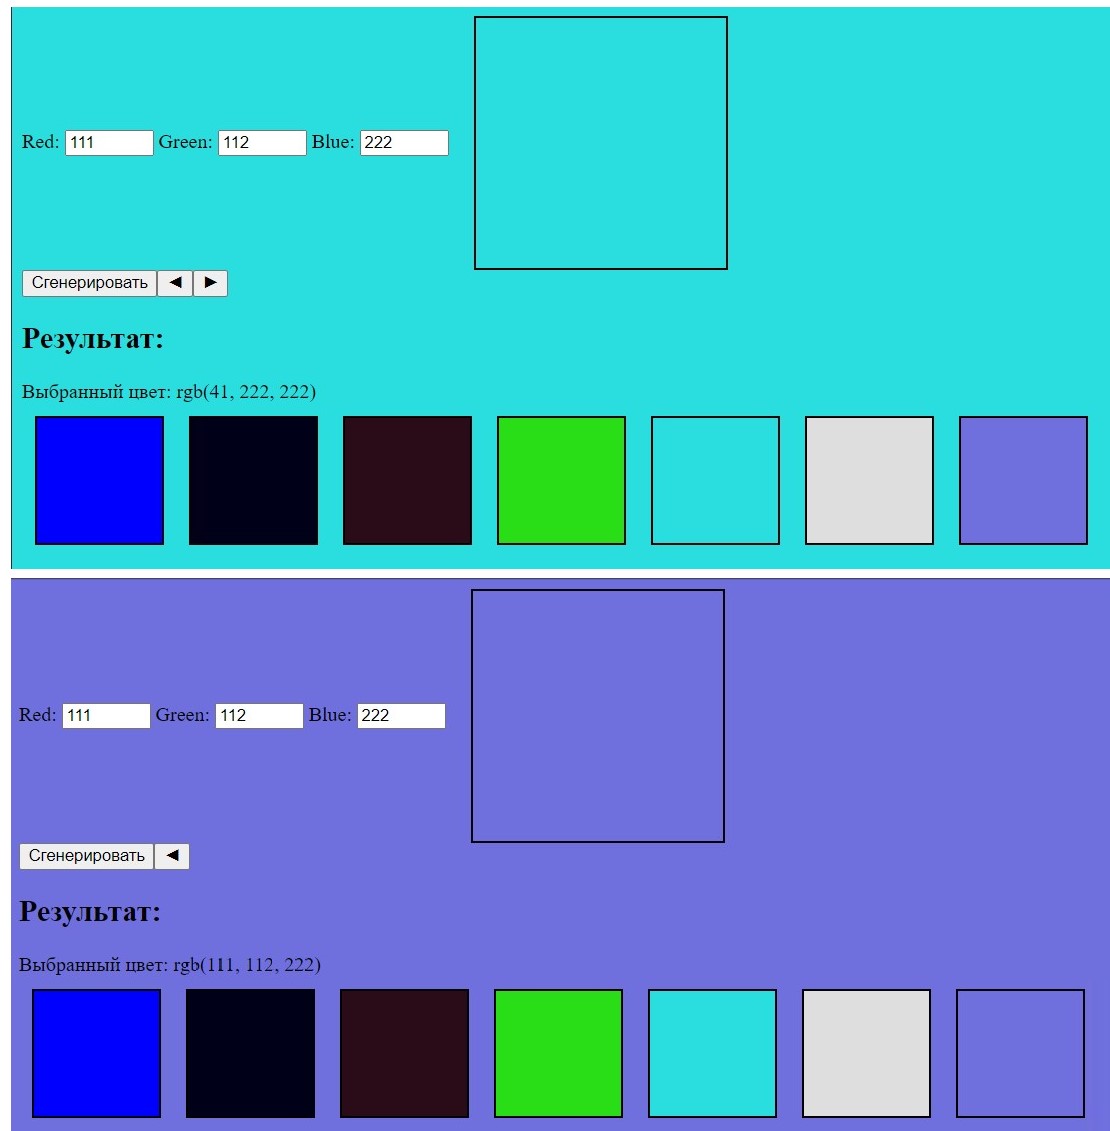 Red: 111 Green: 112 Blue: 222
Сгенерировать ◄ ►
Результат:
Выбранный цвет: rgb(41, 222, 222)
Red: 111 Green: 112 Blue: 222
Сгенерировать ◄
Результат:
Выбранный цвет: rgb(111, 112, 222)